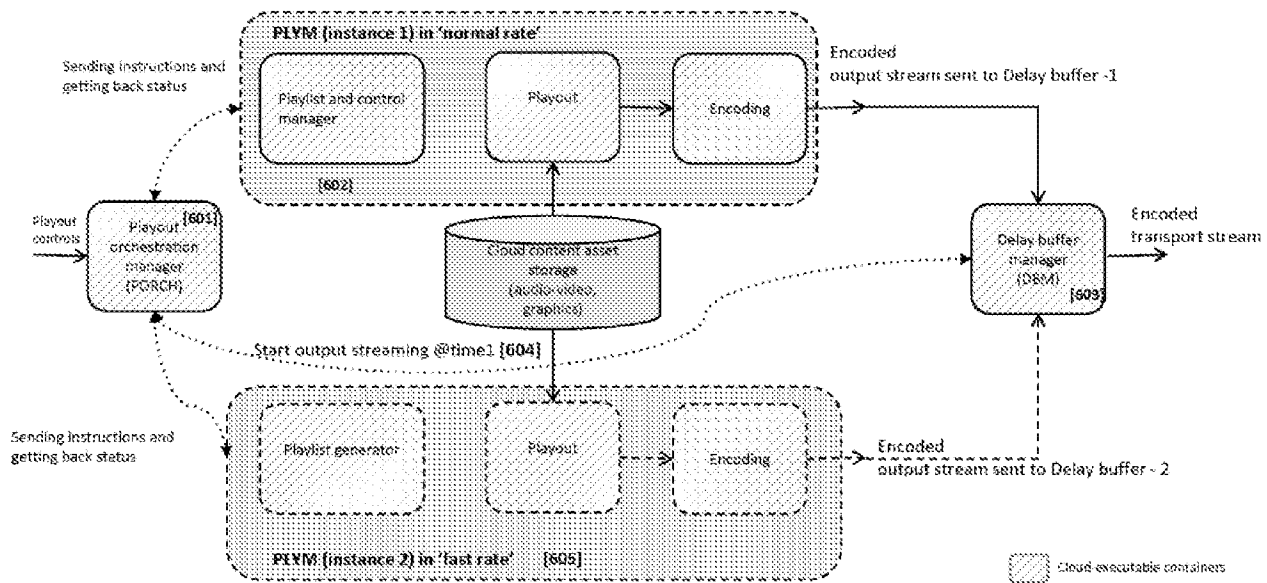 PLYM (instance 1) in ‘normal rate’
Sending instructions and
getting back status
Playlist and control
manager
Playout
Encoding
Encoded
output stream sent to Delay buffer -1
[602]
Playout
controls
[601]
Playout
orchestration
manager
(PORCH)
Cloud content asset
storage
(audio-video,
graphics)
Delay buffer
manager
(DBM)
[603]
Encoded
transport stream
Start output streaming @time1 [604]
Sending instructions and
getting back status
Playlist generator
Playout
Encoding
Encoded
output stream sent to Delay buffer - 2
PLYM (instance 2) in ‘fast rate’ [605]
Cloud executable containers